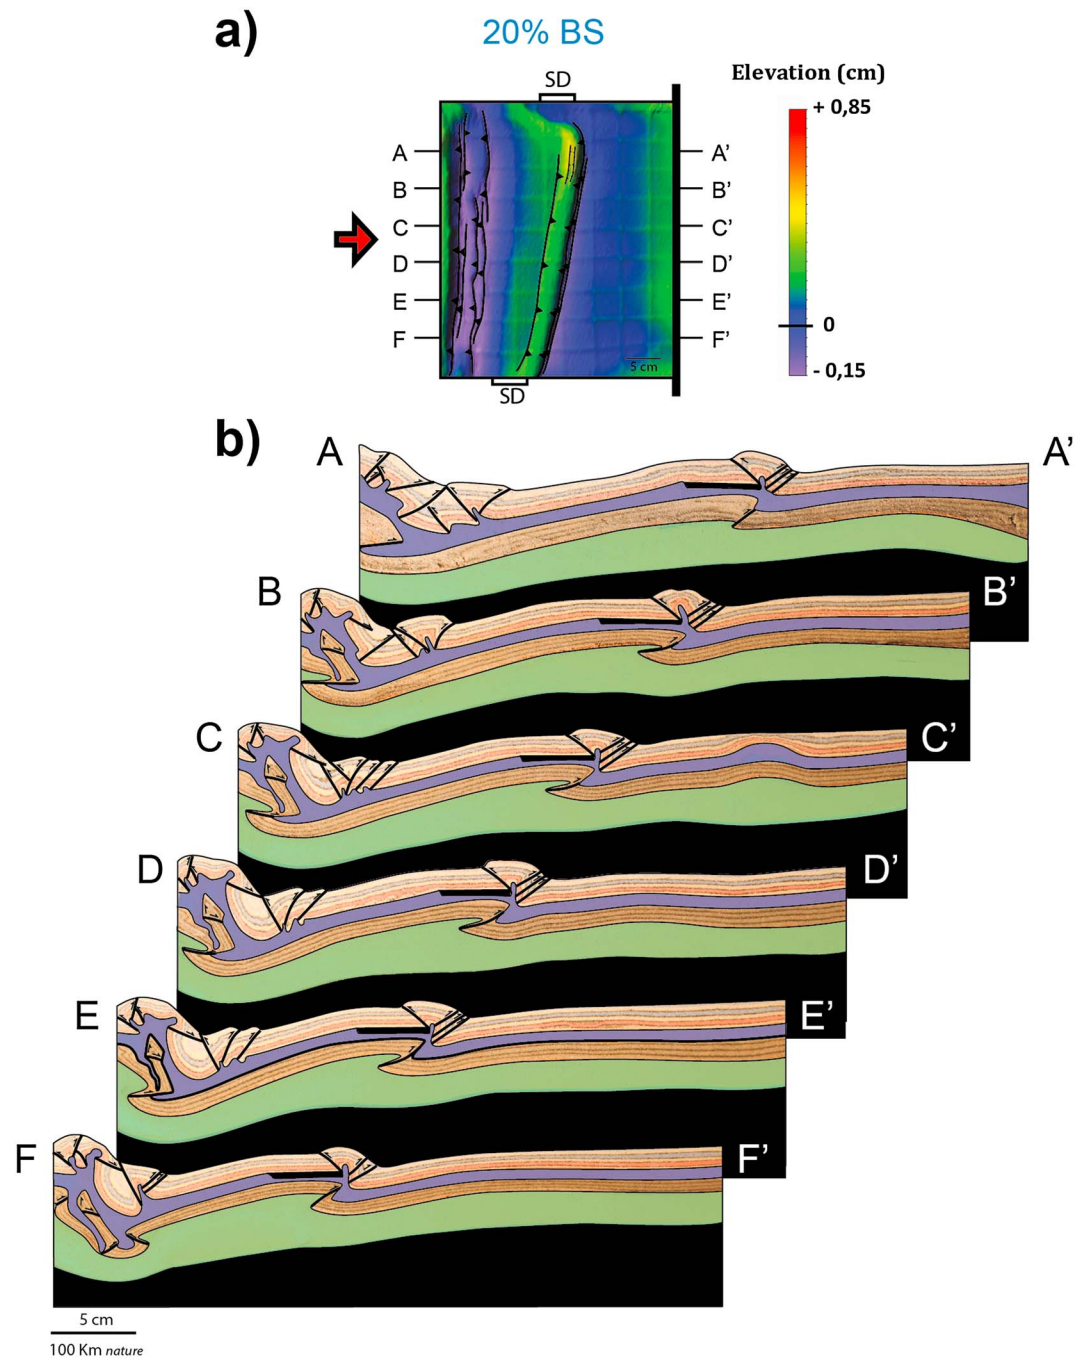 a)
20% BS
SD
Elevation (cm)
+ 0,85
A
A'
B
B'
C
C'
D
D'
E
E'
F
F'
0
- 0,15
5 cm
SD
b)
A
A'
B
B'
C
C'
D
D'
E
E'
F
F'
5 cm
100 Km nature